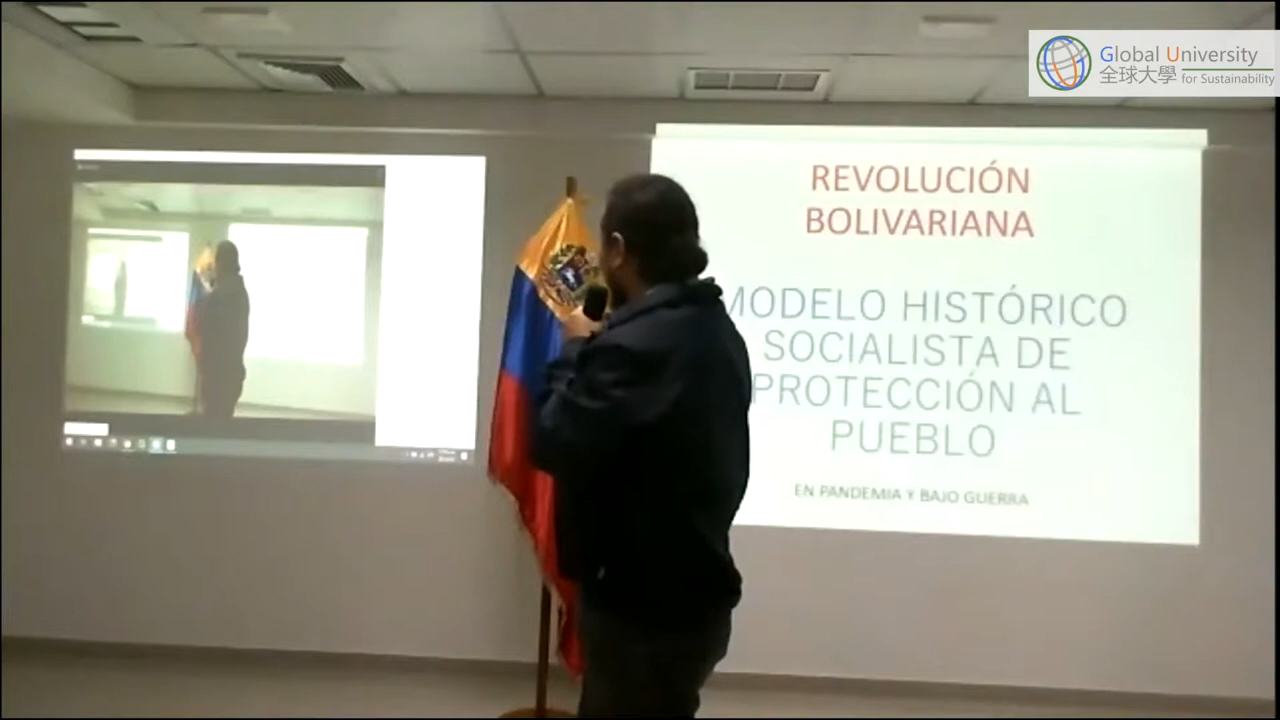 Global University
全球大學 for Sustainability
REVOLUCIÓN
BOLIVARIANA
MODELO HISTÓRICO
SOCIALISTA DE
PROTECCIÓN AL
PUEBLO
EN PANDEMIA Y BAJO GUERRA